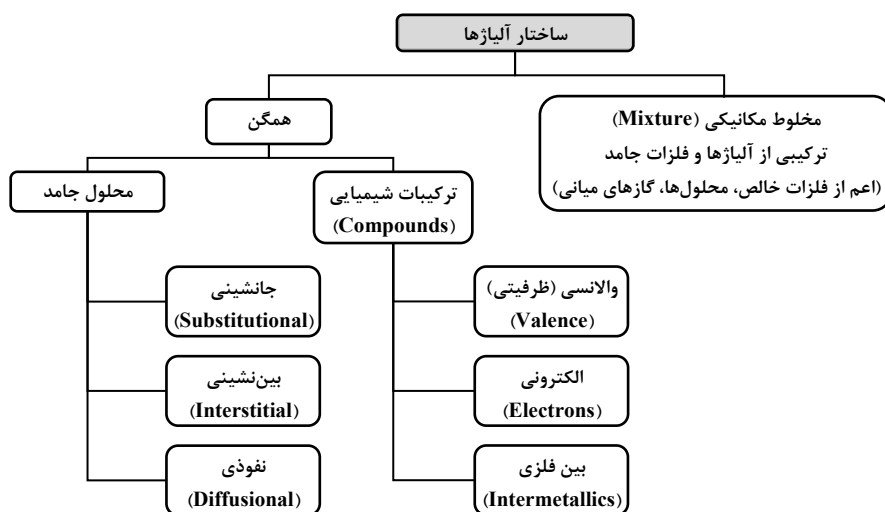 ساختار آلیاژها
همگن
مخلوط مکانیکی (Mixture)
ترکیبی از آلیاژها و فلزات جامد
(اعم از فلزات خالص، محلول‌ها، گازهای میانی)
محلول جامد
ترکیبات شیمیایی
(Compounds)
جانشینی
(Substitutional)
والانسی (ظرفیتی)
(Valence)
بین‌نشینی
(Interstitial)
الکترونی
(Electrons)
نفوذی
(Diffusional)
بین فلزی
(Intermetallics)